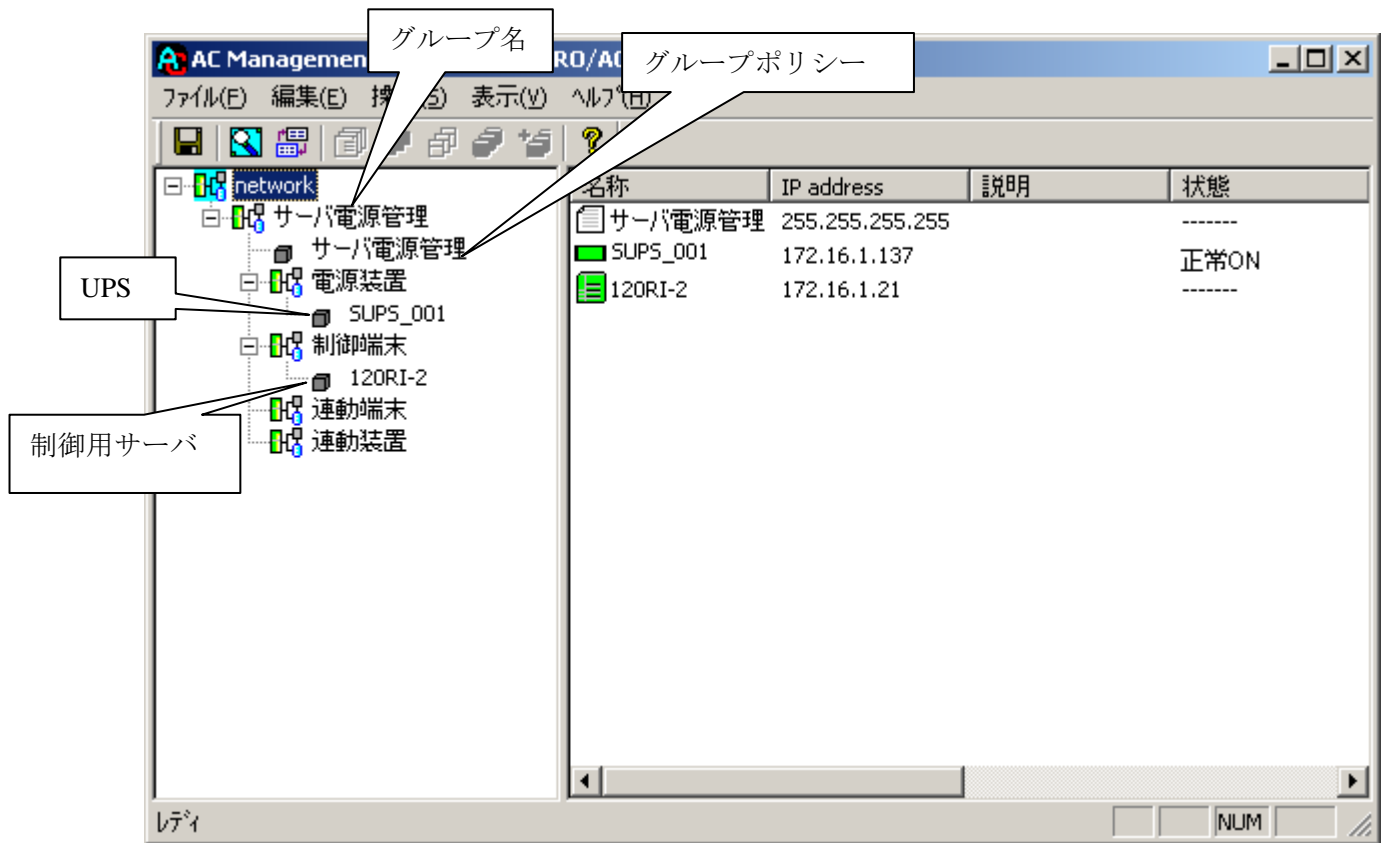 グループ名
グループポリシー
AC Managemen
RO/AC
ファイル(F) 編集(E) 表示(V) ヘルプ(H)
network
サーバ電源管理
サーバ電源管理
電源装置
SUPS_001
制御端末
120RI-2
連動端末
連動装置
UPS
制御用サーバ
名称 IP address 説明 状態
サーバ電源管理 255.255.255.255 -------
SUPS_001 172.16.1.137 正常ON
120RI-2 172.16.1.21 -------
レディ NUM